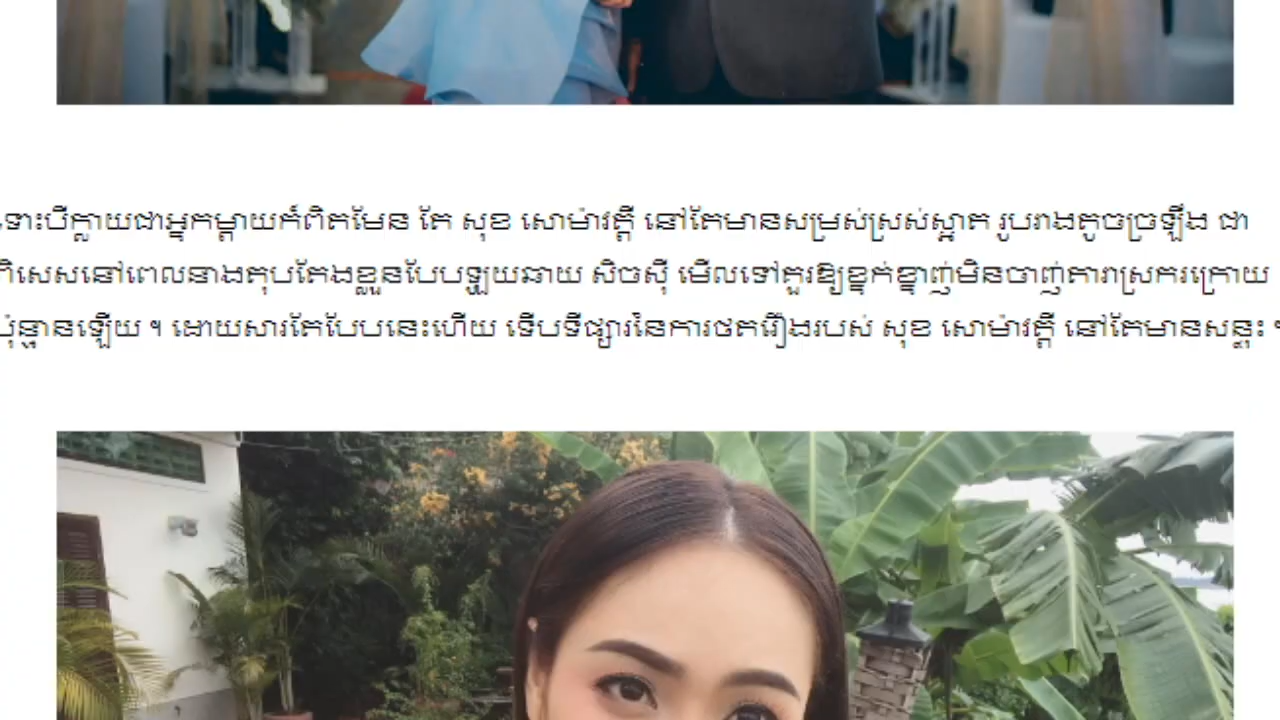 ទោះបីក្លាយជាអ្នកម្ដាយក៏ពិតមែន តែ សុខ សោម៉ាវត្តី នៅតែមានសម្រស់ស្រស់ស្អាត រូបរាងតូចច្រឡឹង ជា
ពិសេសនៅពេលនាងតុបតែងខ្លួនបែបឡូយឆាយ សិចស៊ី មើលទៅគួរឱ្យខ្នក់ខ្នាញ់មិនចាញ់តារាស្រករក្រោយ
ប៉ុន្មានឡើយ ។ ដោយសារតែបែបនេះហើយ ទើបទីផ្សារនៃការថតរឿងរបស់ សុខ សោម៉ាវត្តី នៅតែមានសន្ទុះ ។